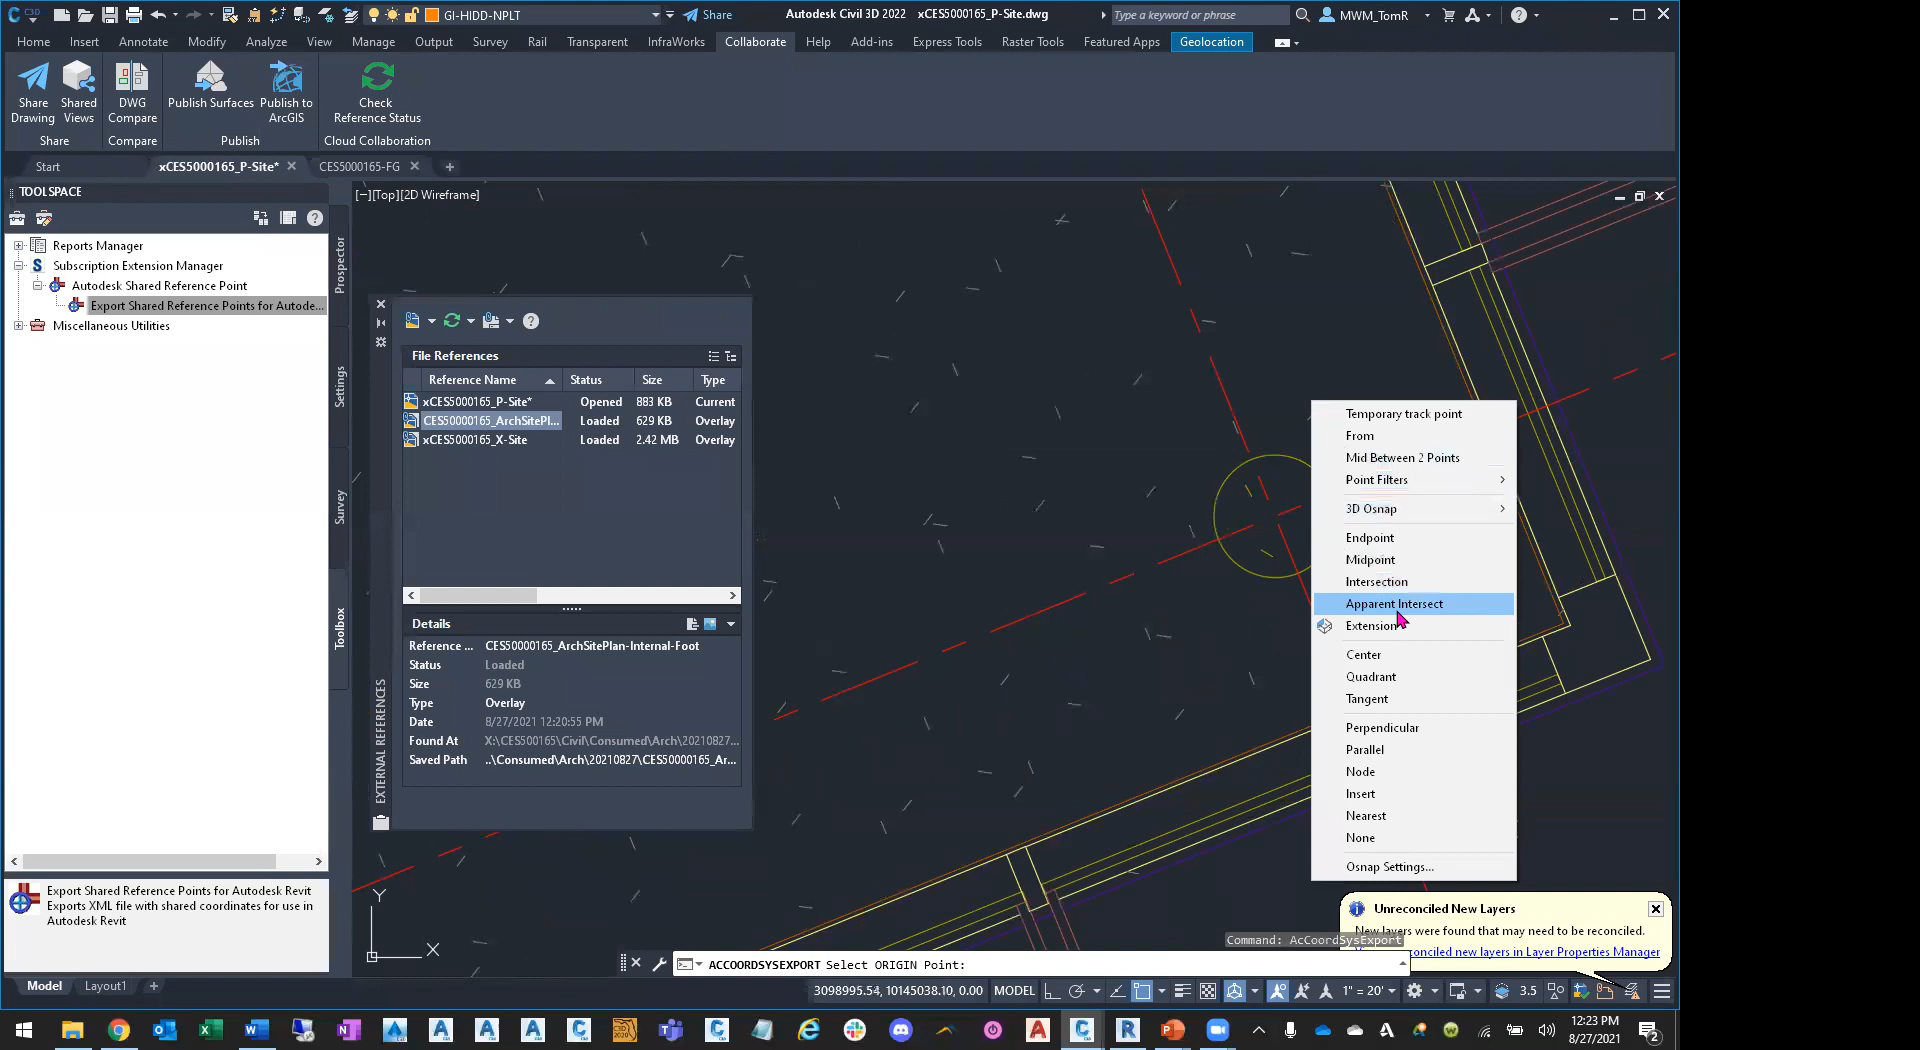 C3D
GI-HIDD-NPLT
Share
Autodesk Civil 3D 2022 xCES5000165_P-Site.dwg
Type a keyword or phrase
MWM_TomR
Home Insert Annotate Modify Analyze View Manage Output Survey Rail Transparent InfraWorks Collaborate Help Add-ins Express Tools Raster Tools Featured Apps Geolocation
Share Drawing
Shared Views
DWG Compare
Publish Surfaces
Publish to ArcGIS
Check Reference Status
Share Compare Publish Cloud Collaboration
Start xCES5000165_P-Site* CES5000165-FG
TOOLSPACE
[−][Top][2D Wireframe]
Reports Manager
Subscription Extension Manager
Autodesk Shared Reference Point
Export Shared Reference Points for Autode...
Miscellaneous Utilities
Prospector
Settings
Survey
Toolbox
File References
Reference Name Status Size Type
xCES5000165_P-Site* Opened 883 KB Current
CES50000165_ArchSitePl... Loaded 629 KB Overlay
xCES5000165_X-Site Loaded 2.42 MB Overlay
Details
Reference ... CES50000165_ArchSitePlan-Internal-Foot
Status Loaded
Size 629 KB
Type Overlay
Date 8/27/2021 12:20:55 PM
Found At X:\CES500165\Civil\Consumed\Arch\20210827...
Saved Path ..\Consumed\Arch\20210827\CES50000165_Ar...
EXTERNAL REFERENCES
Temporary track point
From
Mid Between 2 Points
Point Filters
3D Osnap
Endpoint
Midpoint
Intersection
Apparent Intersect
Extension
Center
Quadrant
Tangent
Perpendicular
Parallel
Node
Insert
Nearest
None
Osnap Settings...
Export Shared Reference Points for Autodesk Revit
Exports XML file with shared coordinates for use in
Autodesk Revit
Y
X
Unreconciled New Layers
New layers were found that may need to be reconciled.
conciled new layers in Layer Properties Manager
Command: AcCoordSysExport
ACCOORDSYSEXPORT Select ORIGIN Point:
Model Layout1
3098995.54, 10145038.10, 0.00 MODEL
1" = 20'
3.5
12:23 PM
8/27/2021
2